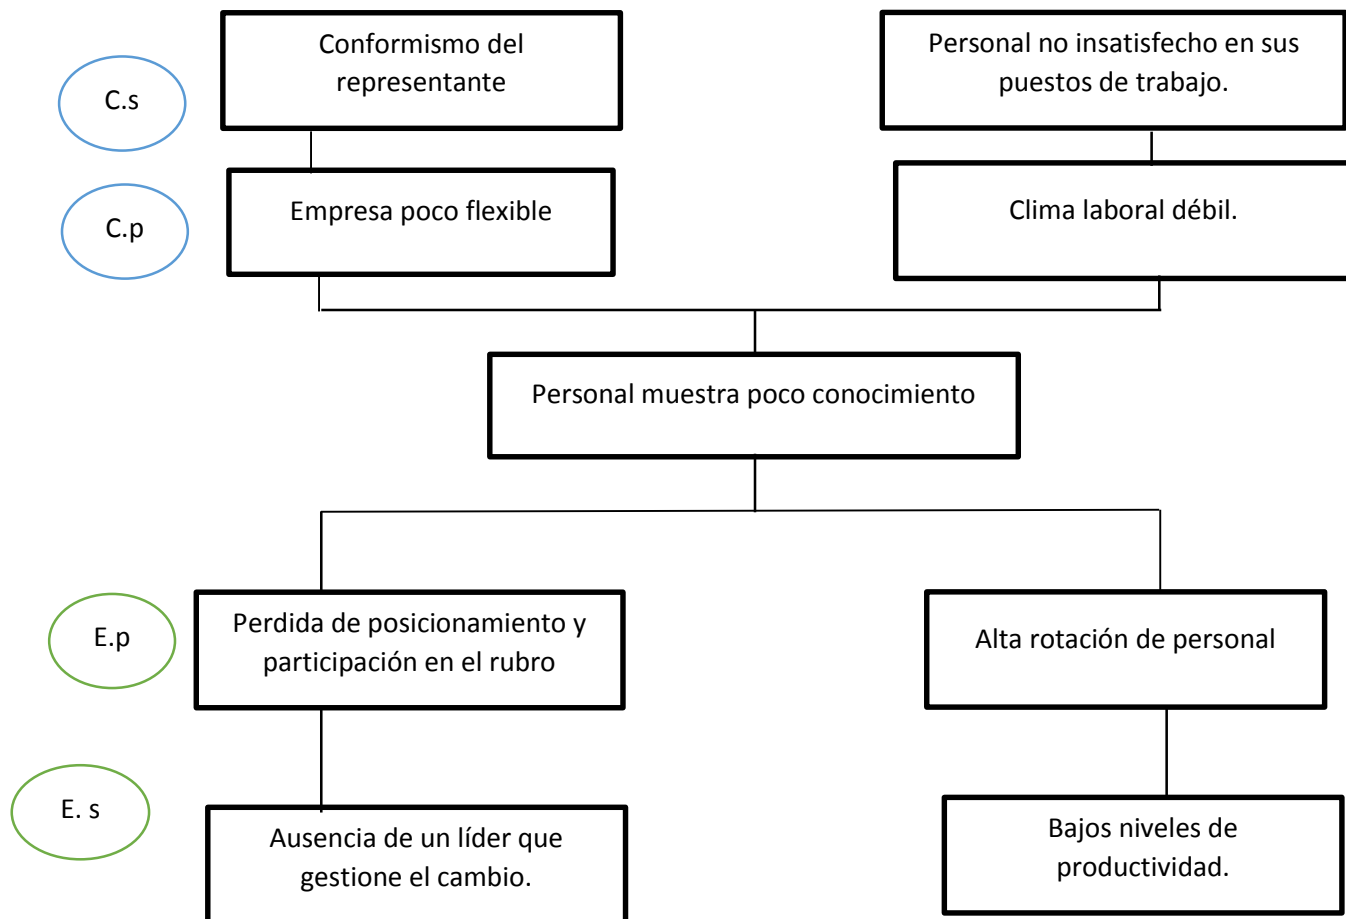 Conformismo del
representante
Personal no insatisfecho en sus
puestos de trabajo.
C.s
C.p
Empresa poco flexible
Clima laboral débil.
Personal muestra poco conocimiento
E.p
Perdida de posicionamiento y
participación en el rubro
Alta rotación de personal
E. s
Ausencia de un líder que
gestione el cambio.
Bajos niveles de
productividad.